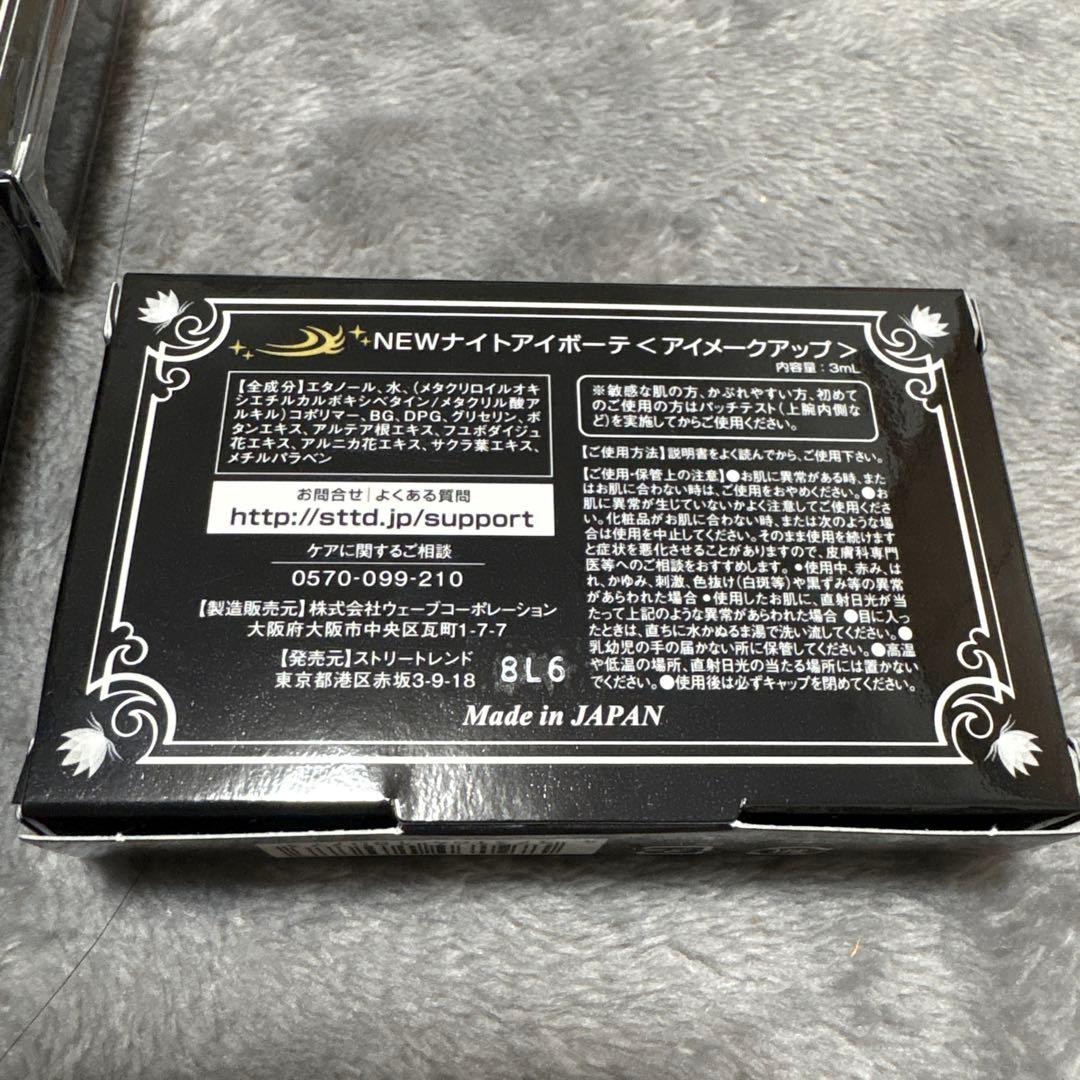 NEWナイトアイボーテ＜アイメークアップ＞
内容量：3mL
【全成分】エタノール、水、(メタクリロイルオキ
シエチルカルボキシベタイン/メタクリル酸ア
ルキル)コポリマー、BG、DPG、グリセリン、ボ
タンエキス、アルテア根エキス、フユボダイジュ
花エキス、アルニカ花エキス、サクラ葉エキス、
メチルパラベン
お問合せ|よくある質問
http://sttd.jp/support
ケアに関するご相談
0570-099-210
【製造販売元】株式会社ウェーブコーポレーション
大阪府大阪市中央区瓦町1-7-7
【発売元】ストリートレンド
東京都港区赤坂3-9-18
8L6
※敏感な肌の方、かぶれやすい方、初めて
のご使用の方はパッチテスト(上腕内側な
ど)を実施してからご使用ください。
【ご使用方法】説明書をよく読んでから、ご使用下さい。
【ご使用・保管上の注意】●お肌に異常がある時、また
はお肌に合わない時は、ご使用をおやめください。●お
肌に異常が生じていないかよく注意してご使用くださ
い。化粧品がお肌に合わない時、または次のような場
合は使用を中止してください。そのまま使用を続けます
と症状を悪化させることがありますので、皮膚科専門
医等へのご相談をおすすめします。●使用中、赤み、は
れ、かゆみ、刺激、色抜け(白斑等)や黒ずみ等の異常
があらわれた場合●使用したお肌に、直射日光が当
たって上記のような異常があらわれた場合 ●目に入っ
たときは、直ちに水かぬるま湯で洗い流してください。●
乳幼児の手の届かない所に保管してください。●高温
や低温の場所、直射日光の当たる場所には置かない
でください。●使用後は必ずキャップを閉めてください。
Made in JAPAN